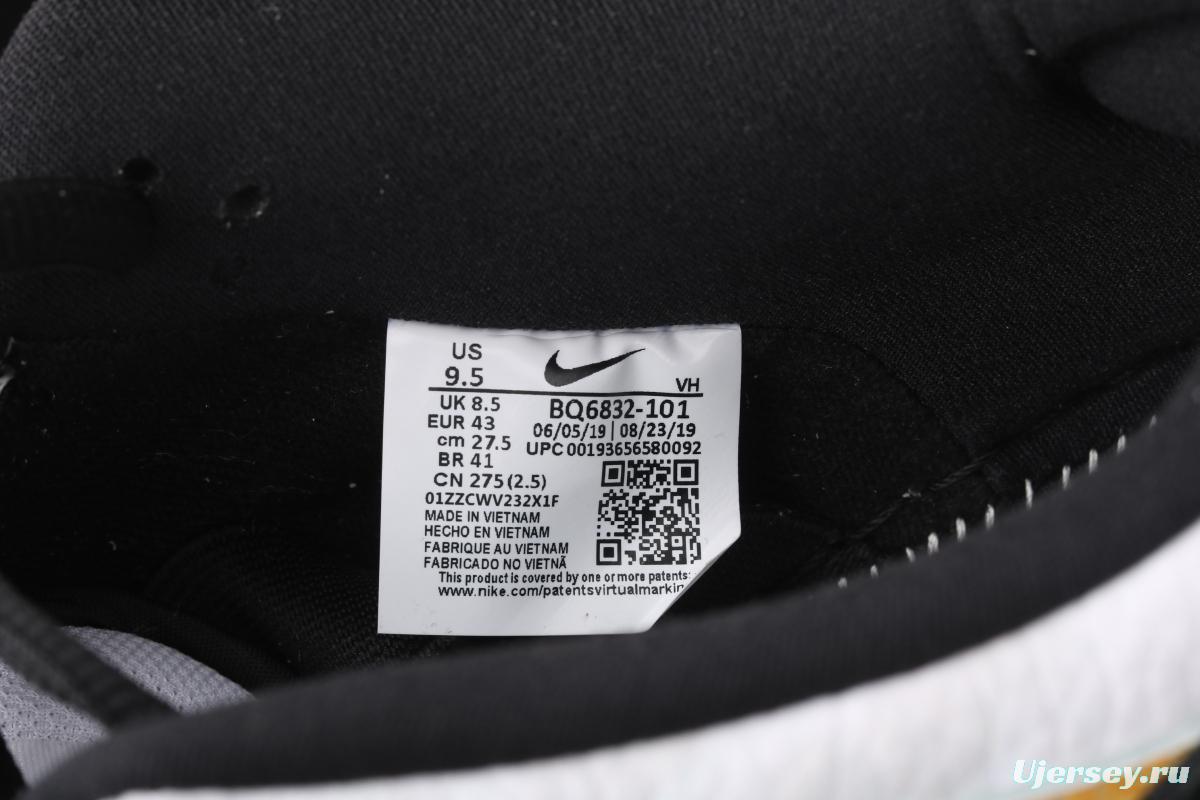 US
9.5
VH
UK 8.5
EUR 43
cm 27.5
BR 41
CN 275 (2.5)
BQ6832-101
06/05/19 | 08/23/19
UPC 00193656580092
01ZZCWV232X1F
MADE IN VIETNAM
HECHO EN VIETNAM
FABRIQUE AU VIETNAM
FABRICADO NO VIETNÃ
This product is covered by one or more patents:
www.nike.com/patentsvirtualmarkin
Ujersey.ru